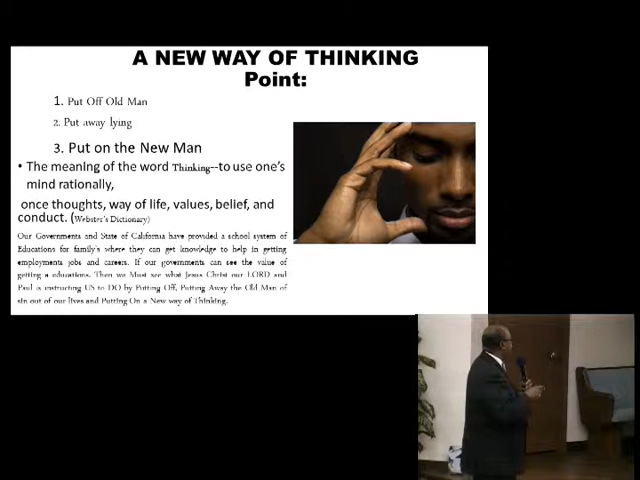 A NEW WAY OF THINKING
Point:
1. Put Off Old Man
2. Put away lying
3. Put on the New Man
• The meaning of the word Thinking--to use one's
mind rationally,
once thoughts, way of life, values, belief, and
conduct. (Webster's Dictionary)
Our Governments and State of California have provided a school system of
Educations for family's where they can get knowledge to help in getting
employments jobs and careers. If our governments can see the value of
getting a educations. Then we Must see what Jesus Christ our LORD and
Paul is instructing US to DO by Putting Off, Putting Away the Old Man of
sin out of our lives and Putting On a New way of Thinking.